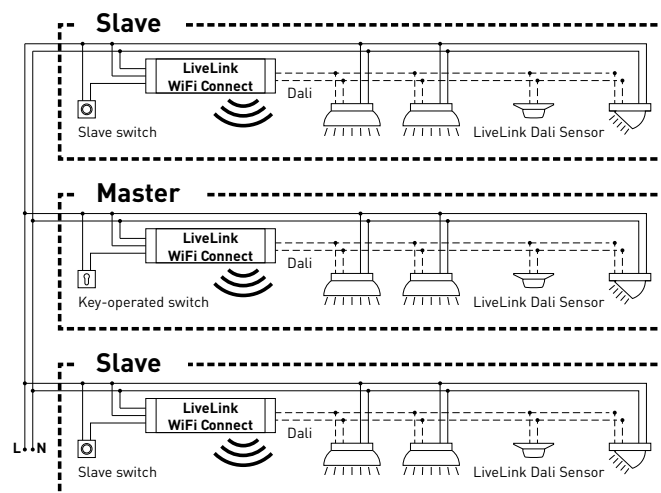 Slave
LiveLink
WiFi Connect
Dali
Slave switch
LiveLink Dali Sensor
Master
LiveLink
WiFi Connect
Dali
Key-operated switch
LiveLink Dali Sensor
Slave
LiveLink
WiFi Connect
Dali
L N
Slave switch
LiveLink Dali Sensor